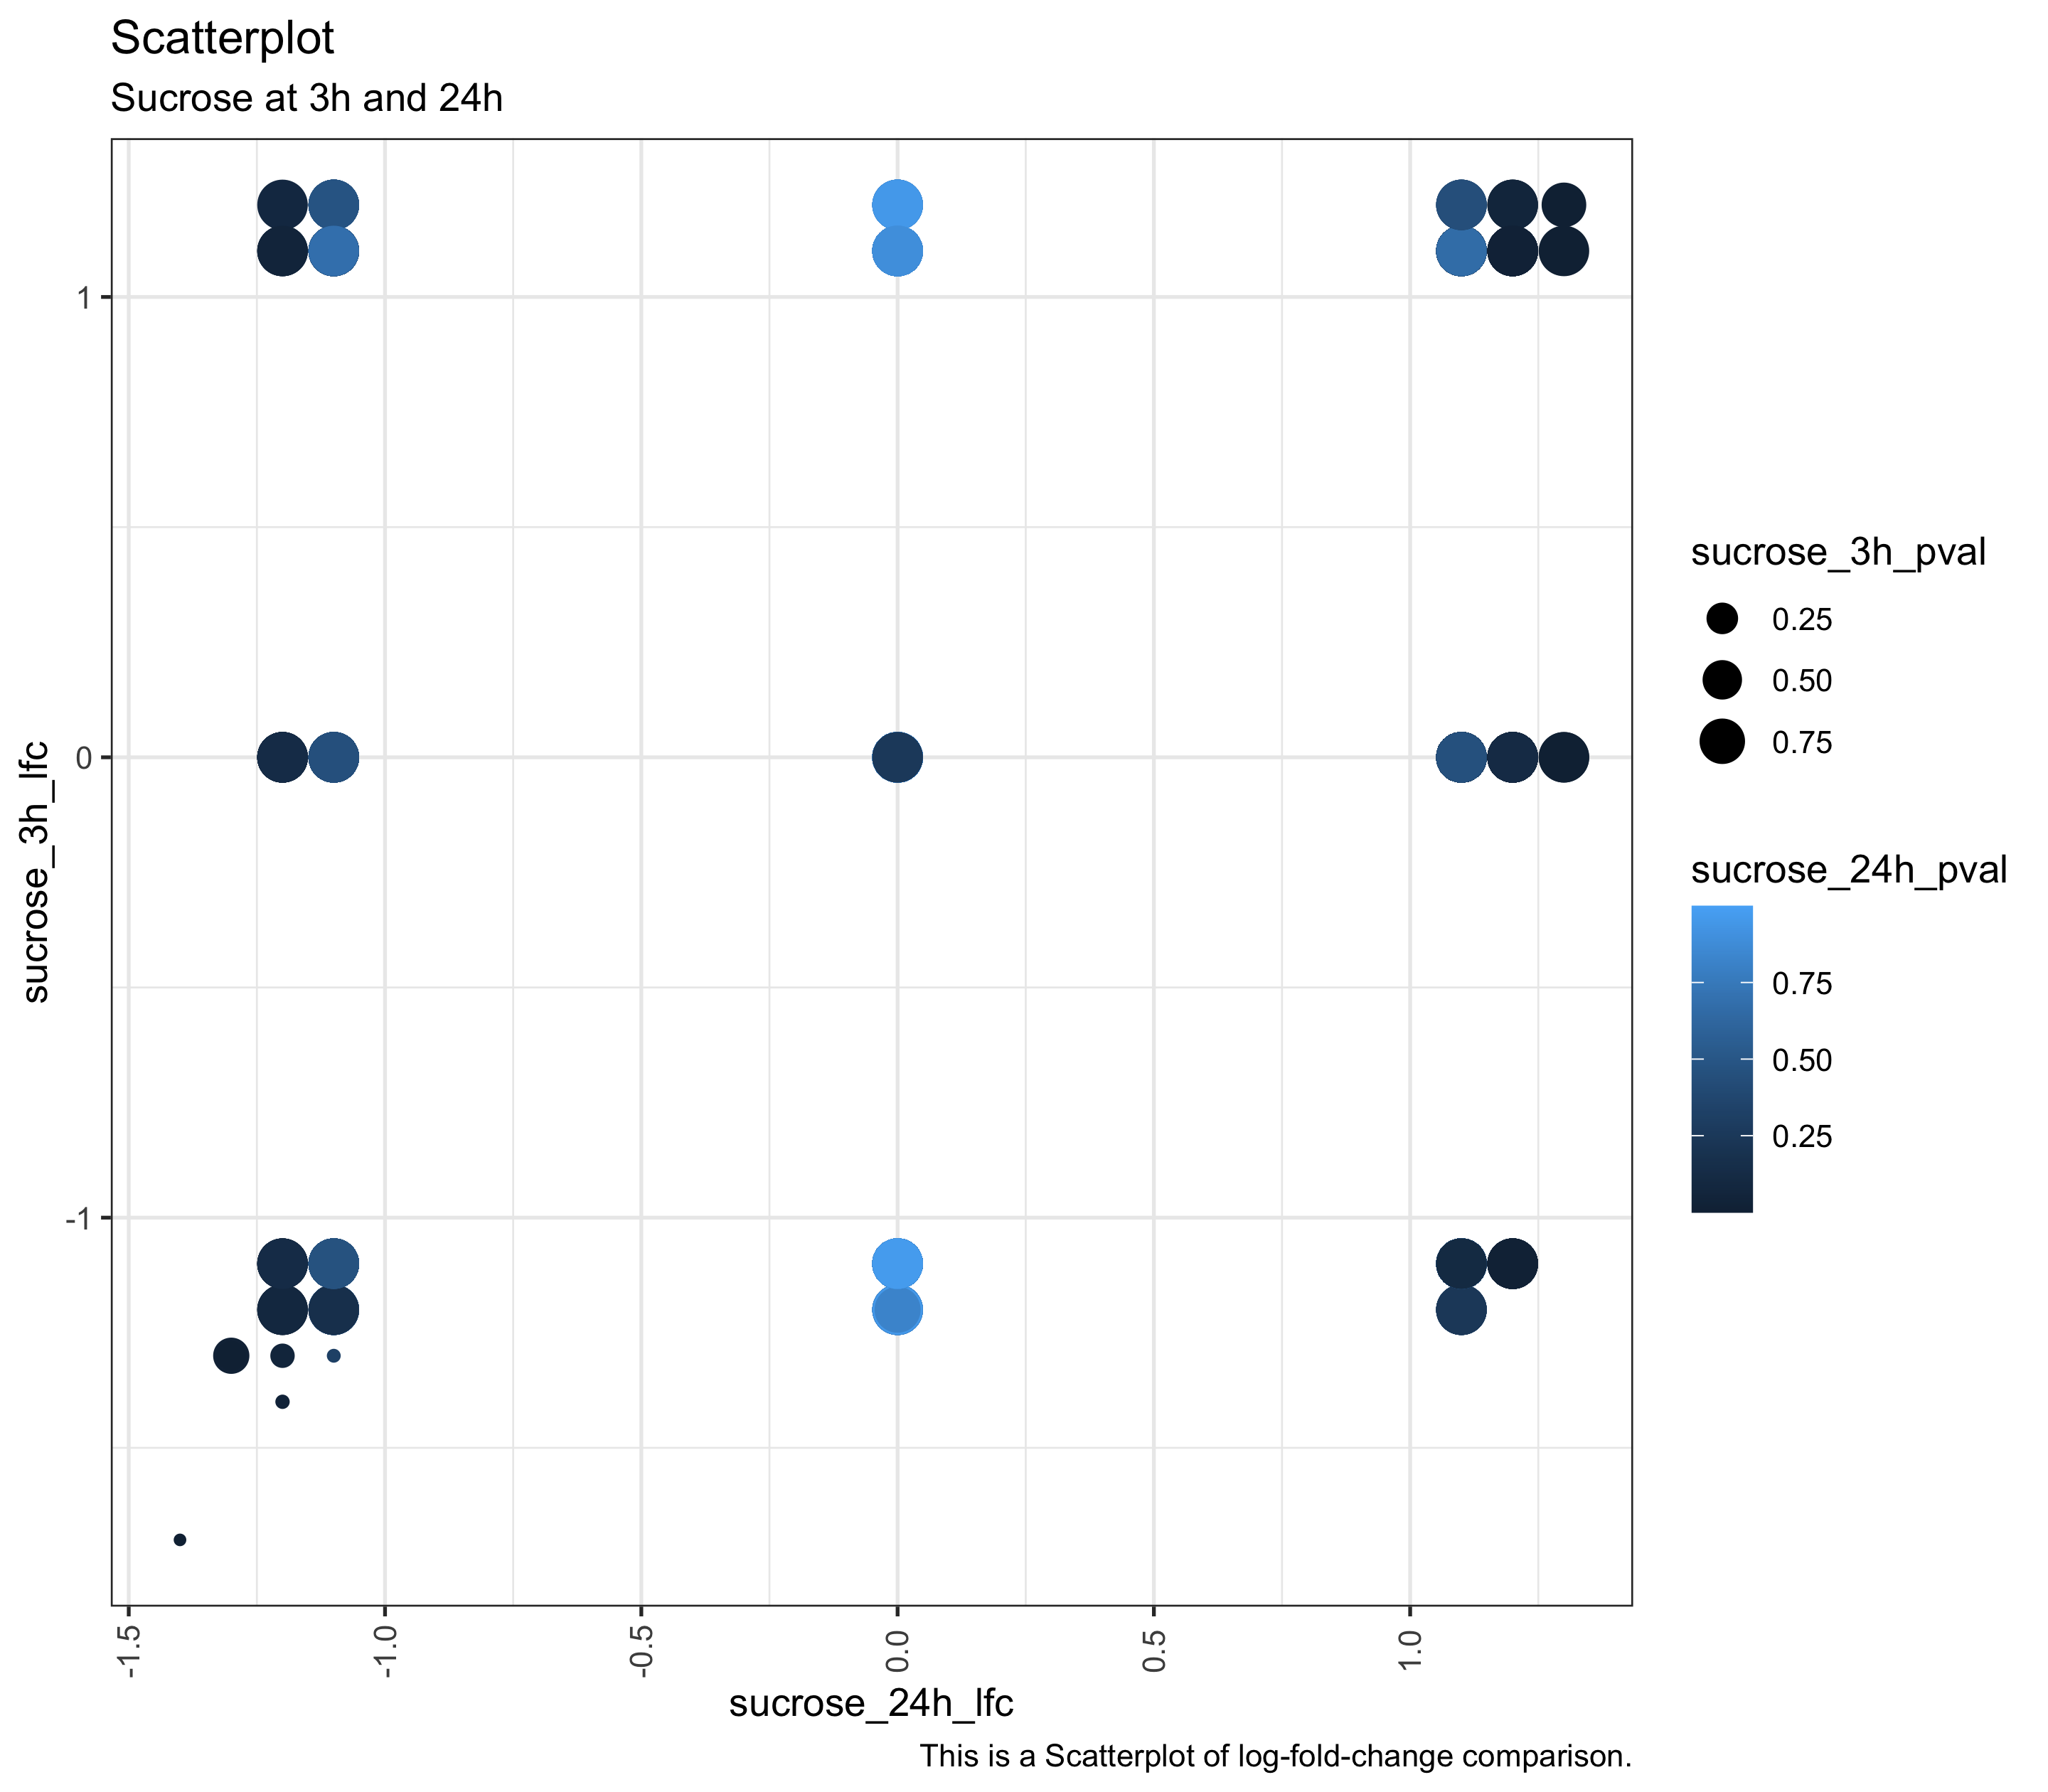 Scatterplot
Sucrose at 3h and 24h
sucrose_3h_lfc
1
0
-1
-1.5
-1.0
-0.5
0.0
0.5
1.0
sucrose_24h_lfc
This is a Scatterplot of log-fold-change comparison.
sucrose_3h_pval
0.25
0.50
0.75
sucrose_24h_pval
0.75
0.50
0.25